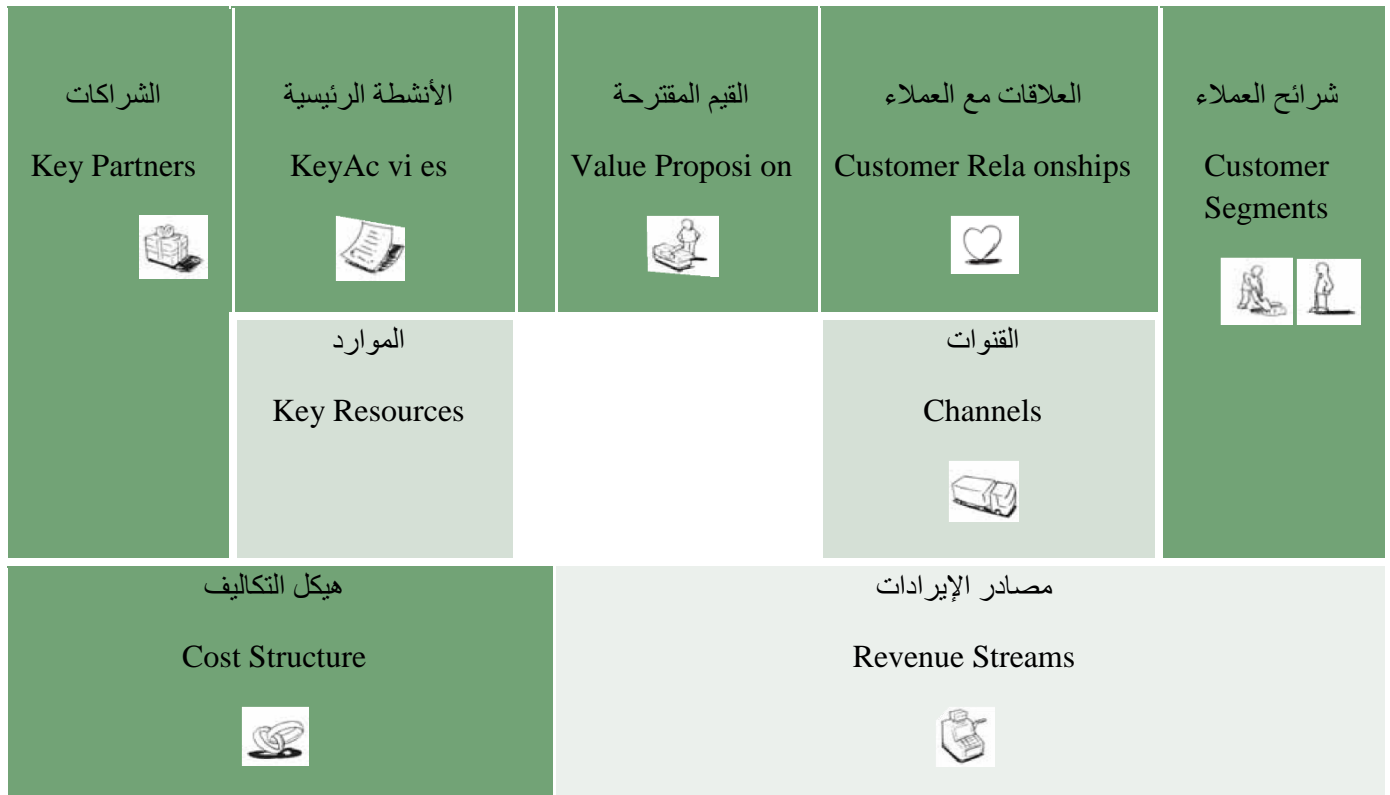 الشراكات
Key Partners
الأنشطة الرئيسية
KeyAc vi es
القيم المقترحة
Value Proposi on
العلاقات مع العملاء
Customer Rela onships
شرائح العملاء
Customer
Segments
الموارد
Key Resources
القنوات
Channels
هيكل التكاليف
Cost Structure
مصادر الإيرادات
Revenue Streams